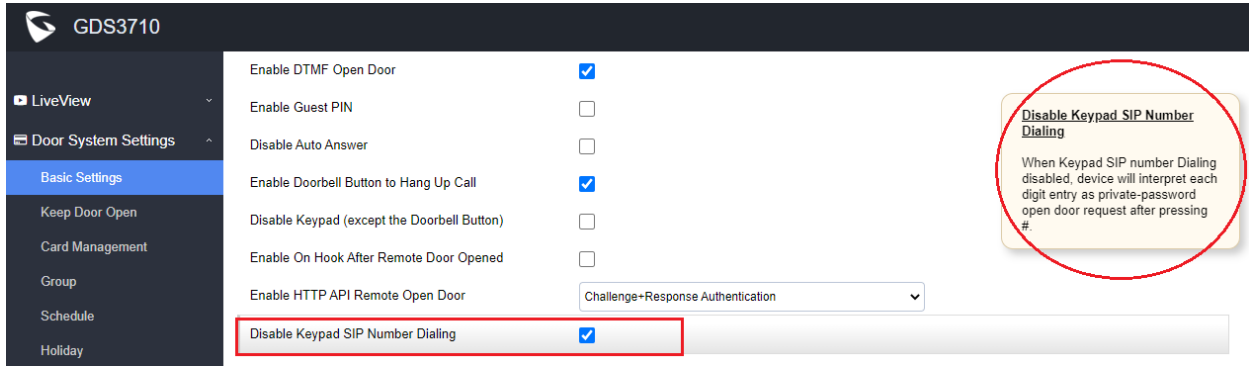 GDS3710
LiveView
Door System Settings
Basic Settings
Keep Door Open
Card Management
Group
Schedule
Holiday
Enable DTMF Open Door
Enable Guest PIN
Disable Auto Answer
Enable Doorbell Button to Hang Up Call
Disable Keypad (except the Doorbell Button)
Enable On Hook After Remote Door Opened
Enable HTTP API Remote Open Door
Challenge+Response Authentication
Disable Keypad SIP Number Dialing
Disable Keypad SIP Number
Dialing
When Keypad SIP number Dialing
disabled, device will interpret each
digit entry as private-password
open door request after pressing
#.